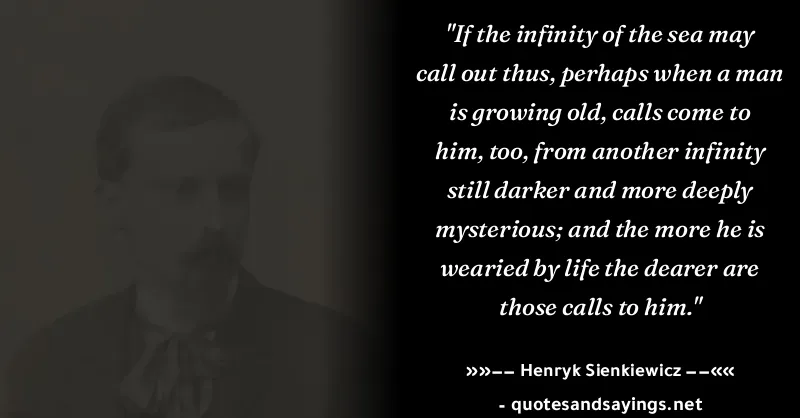 "If the infinity of the sea may
call out thus, perhaps when a man
is growing old, calls come to
him, too, from another infinity
still darker and more deeply
mysterious; and the more he is
wearied by life the dearer are
those calls to him."
»»−− Henryk Sienkiewicz −−««
- quotesandsayings.net